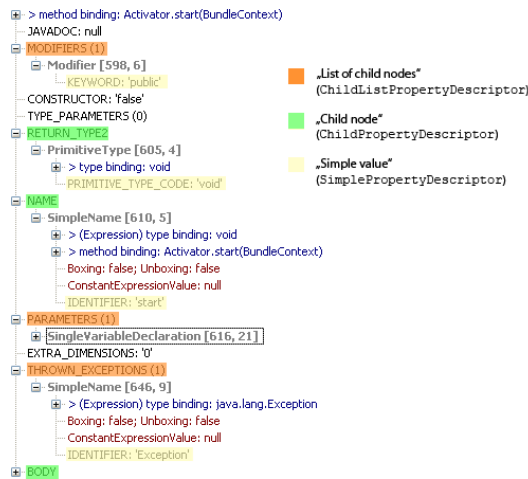 > method binding: Activator.start(BundleContext)
JAVADOC: null
MODIFIERS (1)
Modifier [598, 6]
KEYWORD: 'public'
CONSTRUCTOR: 'false'
TYPE_PARAMETERS (0)
RETURN_TYPE2
PrimitiveType [605, 4]
> type binding: void
PRIMITIVE_TYPE_CODE: 'void'
NAME
SimpleName [610, 5]
> (Expression) type binding: void
> method binding: Activator.start(BundleContext)
Boxing: false; Unboxing: false
ConstantExpressionValue: null
IDENTIFIER: 'start'
PARAMETERS (1)
SingleVariableDeclaration [616, 21]
EXTRA_DIMENSIONS: '0'
THROWN_EXCEPTIONS (1)
SimpleName [646, 9]
> (Expression) type binding: java.lang.Exception
Boxing: false; Unboxing: false
ConstantExpressionValue: null
IDENTIFIER: 'Exception'
BODY
„List of child nodes"
(ChildListPropertyDescriptor)
„Child node"
(ChildPropertyDescriptor)
„Simple value"
(SimplePropertyDescriptor)